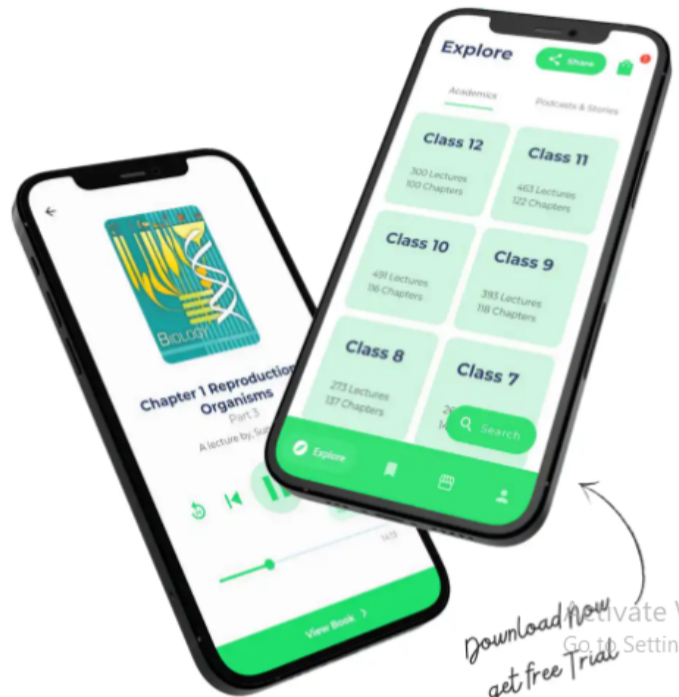 Explore
Share
Academics
Podcasts & Stories
Class 12
300 Lectures
100 Chapters
Class 11
463 Lectures
122 Chapters
Class 10
491 Lectures
116 Chapters
Class 9
393 Lectures
118 Chapters
Class 8
273 Lectures
137 Chapters
Class 7
Search
Explore
BIOLOGY
Chapter 1 Reproduction
Organisms
Part 3
A lecture by,
View Book
Download Now
get free Trial
Activate
Go to Settin